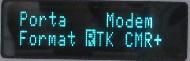 Porta Modem
Format RTK CMR+